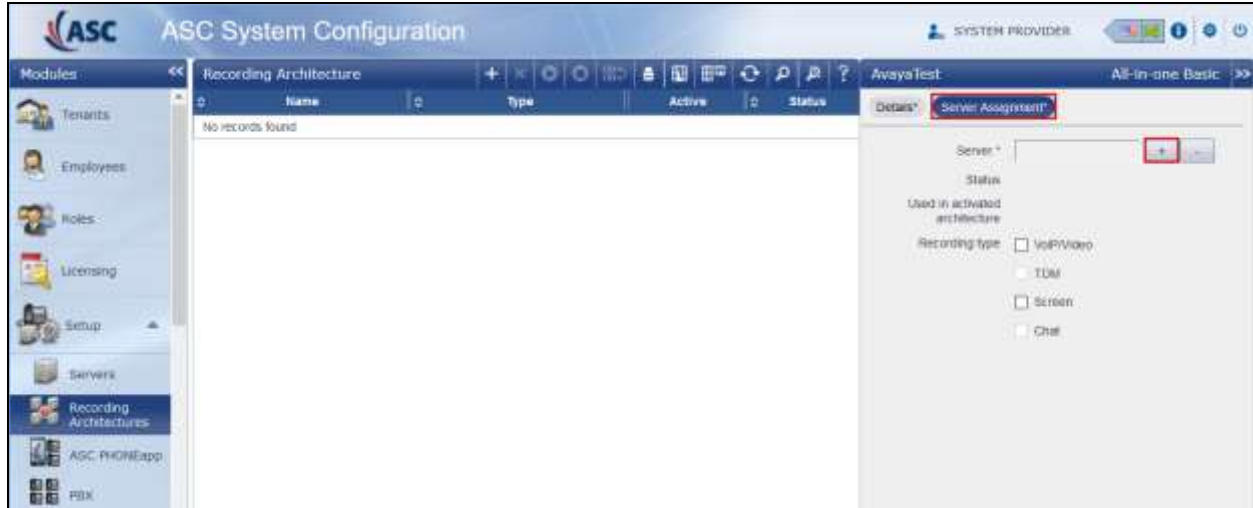 ASC ASC System Configuration SYSTEM PROVIDER
Modules << Recording Architecture + ? AvayaTest All-in-one Basic >>
Name Type Active Status
Details* Server Assignment*
No records found
Tenants
Server * + -
Employees
Status
Used in activated
architecture
Roles
Recording type VoIP/Video
TDM
Licensing
Screen
Setup
Chat
Servers
Recording
Architectures
ASC PHONEapp
PBX